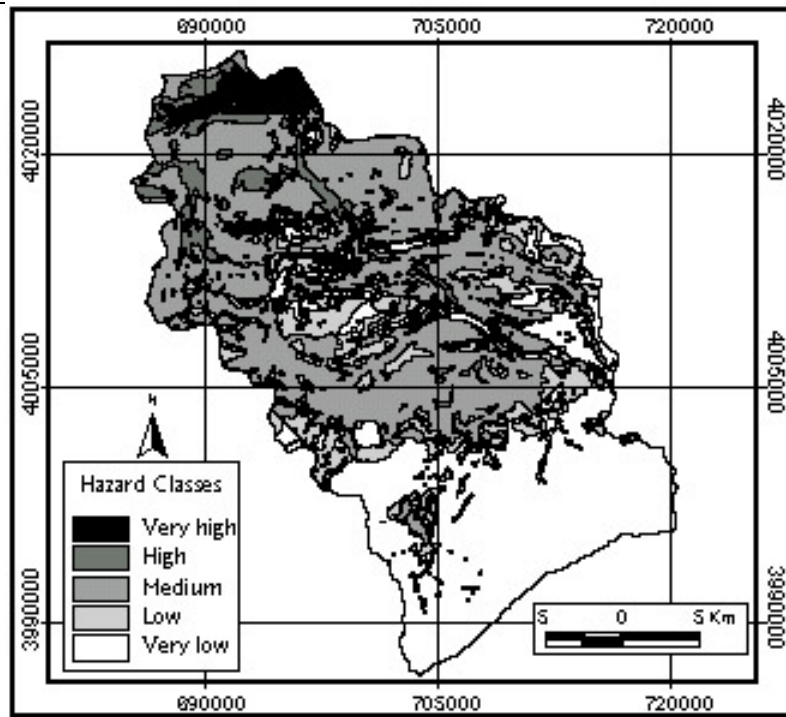 690000 705000 720000
4020000 4020000
4005000 4005000
N
Hazard Classes
Very high
High
Medium
Low
Very low
3990000 3990000
5 0 5 Km
690000 705000 720000